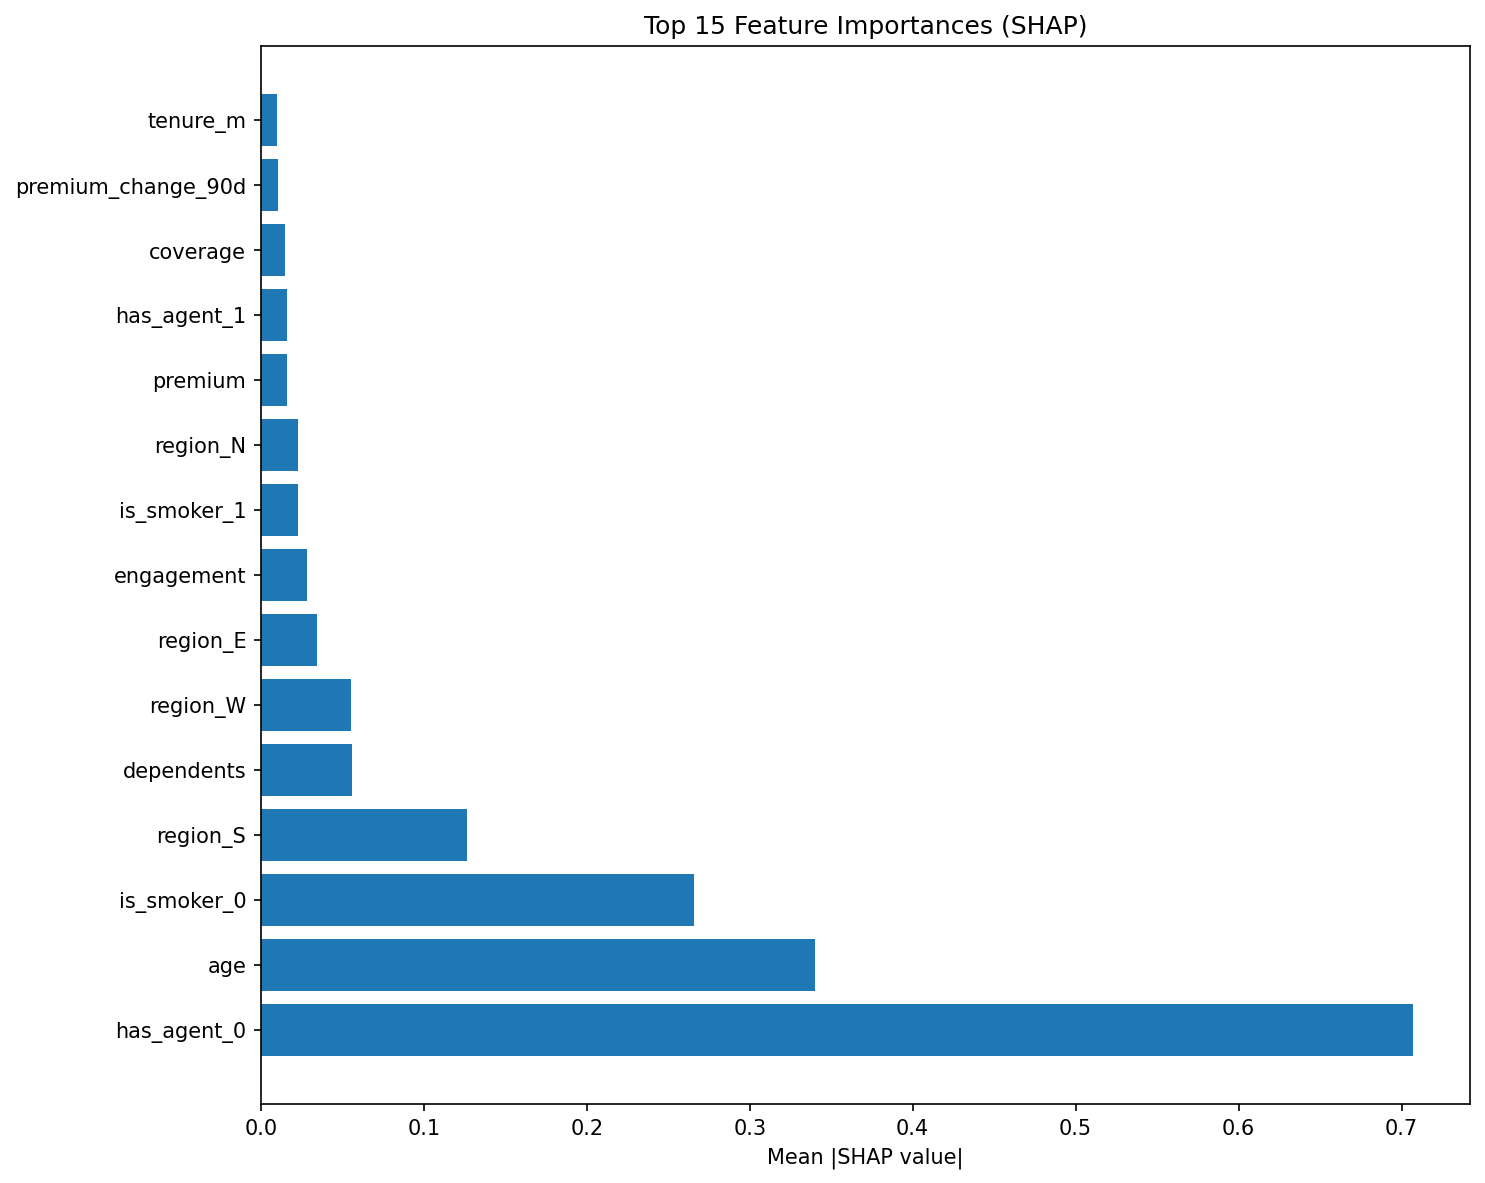 Top 15 Feature Importances (SHAP)
tenure_m
premium_change_90d
coverage
has_agent_1
premium
region_N
is_smoker_1
engagement
region_E
region_W
dependents
region_S
is_smoker_0
age
has_agent_0
0.0 0.1 0.2 0.3 0.4 0.5 0.6 0.7
Mean |SHAP value|